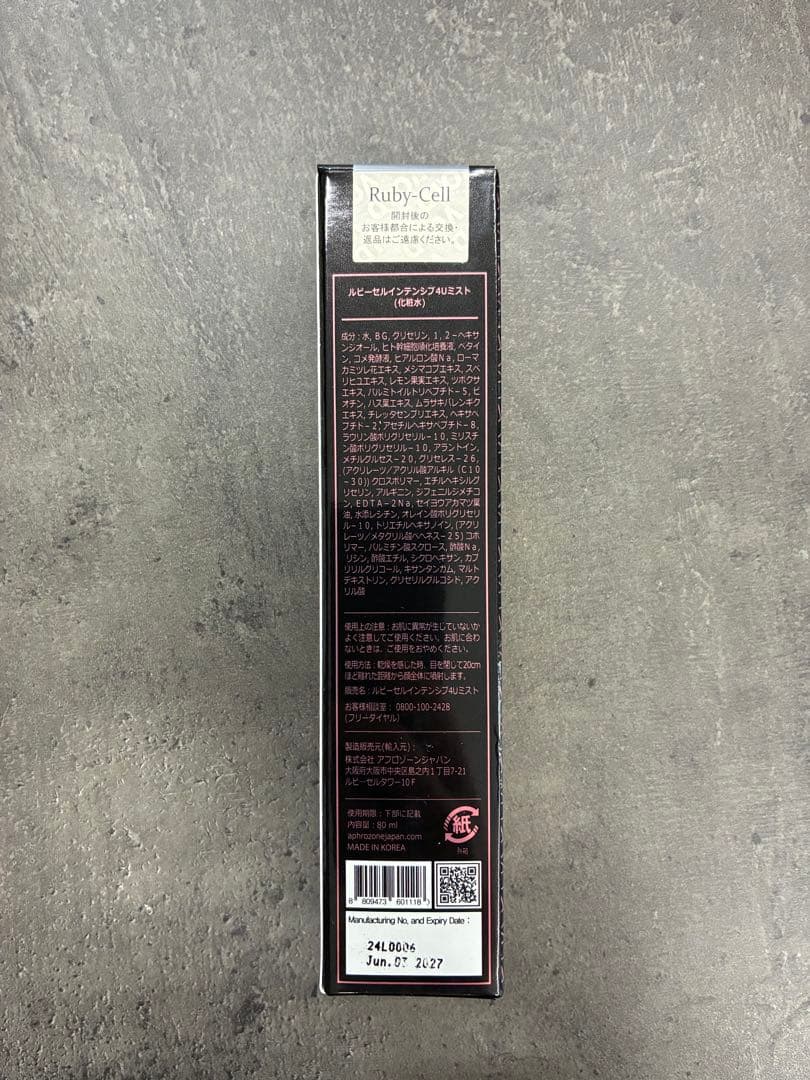 Ruby-Cell
開封後の
お客様都合による交換・
返品はご遠慮ください。
ルビーセルインテンシブ4Uミスト
(化粧水)
成分：水, BG, グリセリン, 1, 2－ヘキサ
ンジオール, ヒト幹細胞順化培養液, ベタイ
ン, コメ発酵液, ヒアルロン酸Na, ローマ
カミツレ花エキス, メシマコブエキス, スベ
リヒユエキス, レモン果実エキス, ツボクサ
エキス, パルミトイルトリペプチド－5, ビ
オチン, ハス葉エキス, ムラサキバレンギク
エキス, チレッタセンブリエキス, ヘキサペ
プチド－2, アセチルヘキサペプチド－8,
ラウリン酸ポリグリセリル－10, ミリスチ
ン酸ポリグリセリル－10, アラントイン,
メチルグルセス－20, グリセレス－26,
(アクリレーツ／アクリル酸アルキル (C10
－30)) クロスポリマー, エチルヘキシルグ
リセリン, アルギニン, ジフェニルジメチコ
ン, EDTA－2Na, セイヨウアカマツ葉
油, 水添レシチン, オレイン酸ポリグリセリ
ル－10, トリエチルヘキサノイン, (アクリ
レーツ／メタクリル酸ベヘネス－25) コポ
リマー, パルミチン酸スクロース, 酢酸Na,
リシン, 酢酸エチル, シクロヘキサン, カプ
リリルグリコール, キサンタンガム, マルト
デキストリン, グリセリルグルコシド, アク
リル酸
使用上の注意：お肌に異常が生じていないか
よく注意してご使用ください。お肌に合わ
ないときは、ご使用をおやめください。
使用方法：乾燥を感じた時、目を閉じて20cm
ほど離れた距離から顔全体に噴射します。
販売名：ルビーセルインテンシブ4Uミスト
お客様相談室： 0800-100-2428
(フリーダイヤル)
製造販売元(輸入元)：
株式会社 アフロゾーンジャパン
大阪府大阪市中央区島之内1丁目7-21
ルビーセルタワー10F
使用期限：下部に記載
内容量：80 ml
aphrozonejapan.com
MADE IN KOREA
紙
外箱
8 809473 601118
Manufacturing No, and Expiry Date：
24L0006
Jun.03 2027